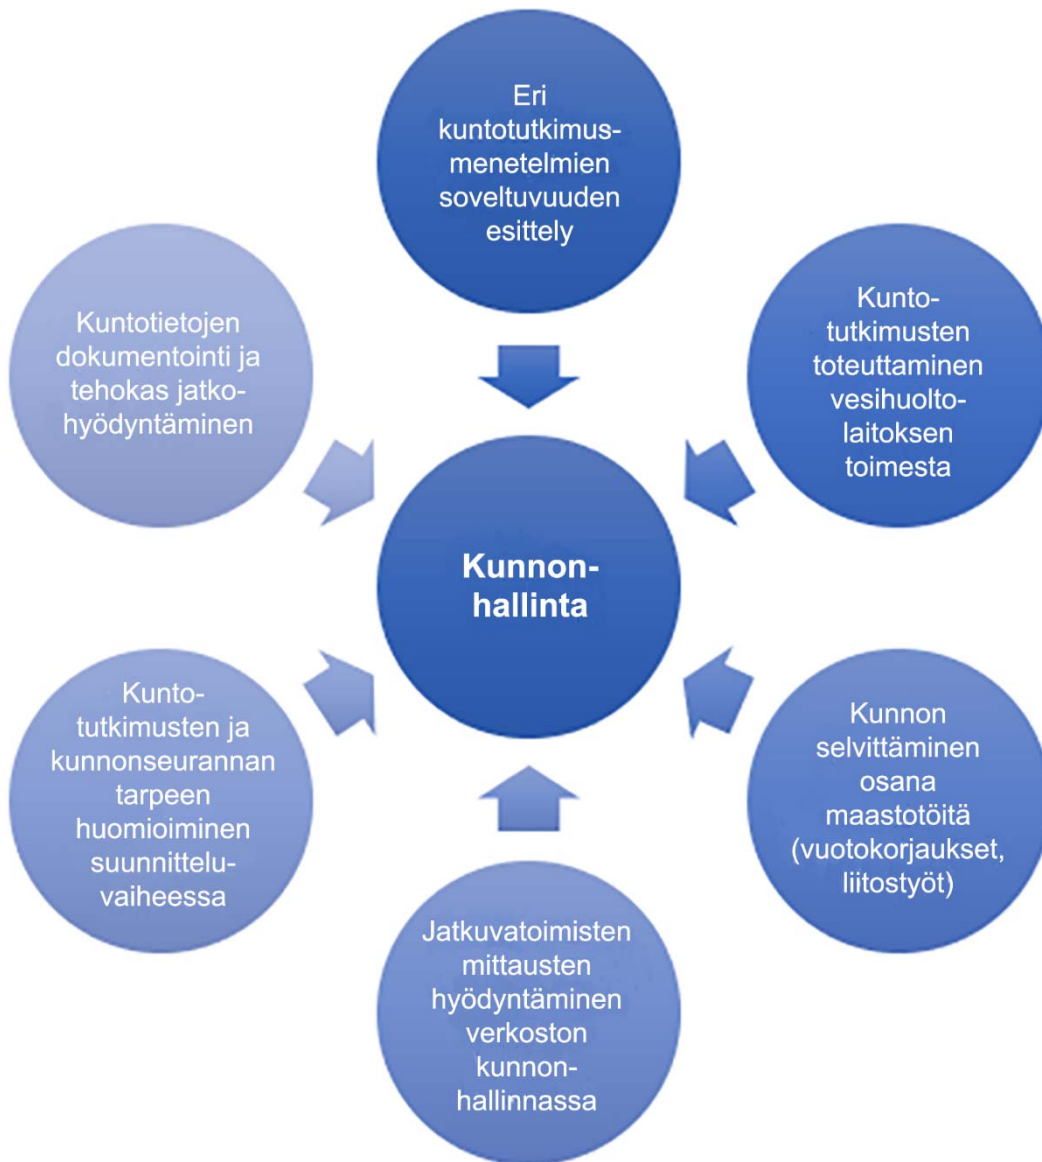 Eri
kuntotutkimus-
menetelmien
soveltuvuuden
esittely
Kunto-
tutkimusten
toteuttaminen
vesihuolto-
laitoksen
toimesta
Kunnon
selvittäminen
osana
maastotöitä
(vuotokorjaukset,
liitostyöt)
Jatkuvatoimisten
mittausten
hyödyntäminen
verkoston
kunnon-
hallinnassa
Kunto-
tutkimusten ja
kunnonseurannan
tarpeen
huomioiminen
suunnittelu-
vaiheessa
Kuntotietojen
dokumentointi ja
tehokas jatko-
hyödyntäminen
Kunnon-
hallinta